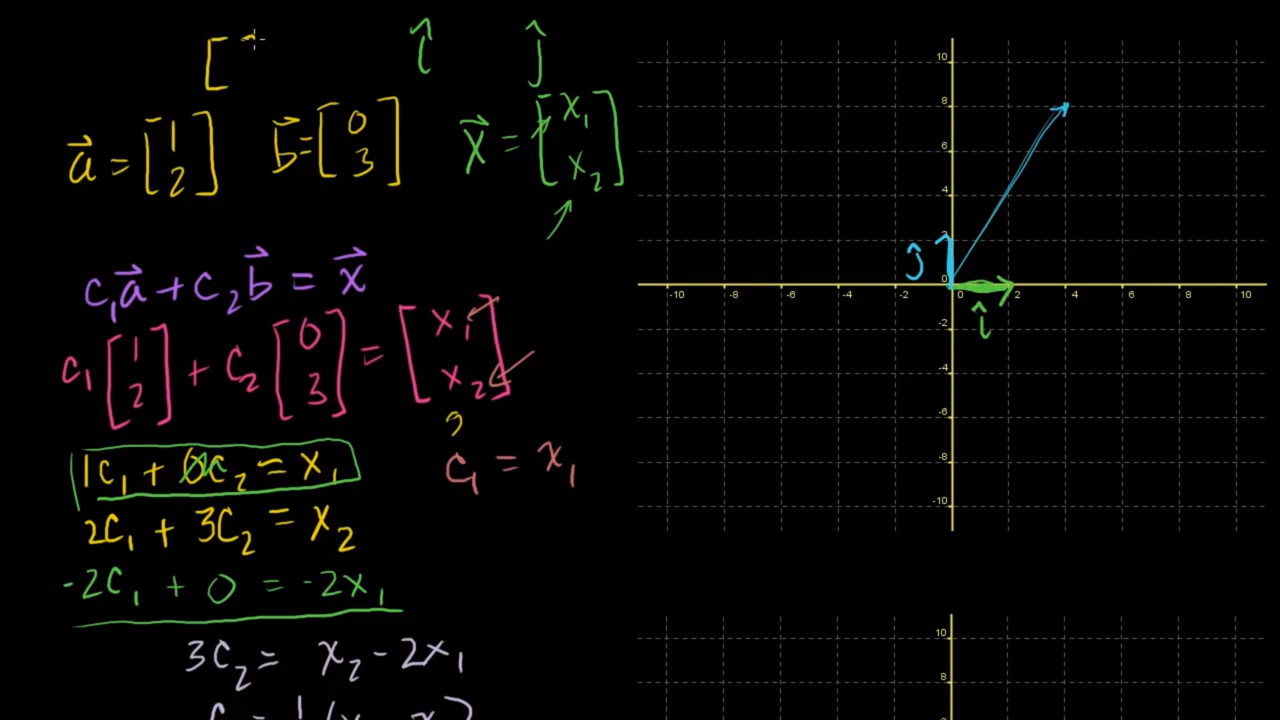 [
î ĵ
a⃗ = [1 2] b⃗ = [0 3] x⃗ = [x₁ x₂]
c₁a⃗ + c₂b⃗ = x⃗
c₁ [1 2] + c₂ [0 3] = [x₁ x₂]
1c₁ + 0c₂ = x₁
c₁ = x₁
2c₁ + 3c₂ = x₂
-2c₁ + 0 = -2x₁
3c₂ = x₂ - 2x₁
10
8
6
4
2
0
-2
-4
-6
-8
-10
-10 -8 -6 -4 -2 0 2 4 6 8 10
ĵ
î
10
8